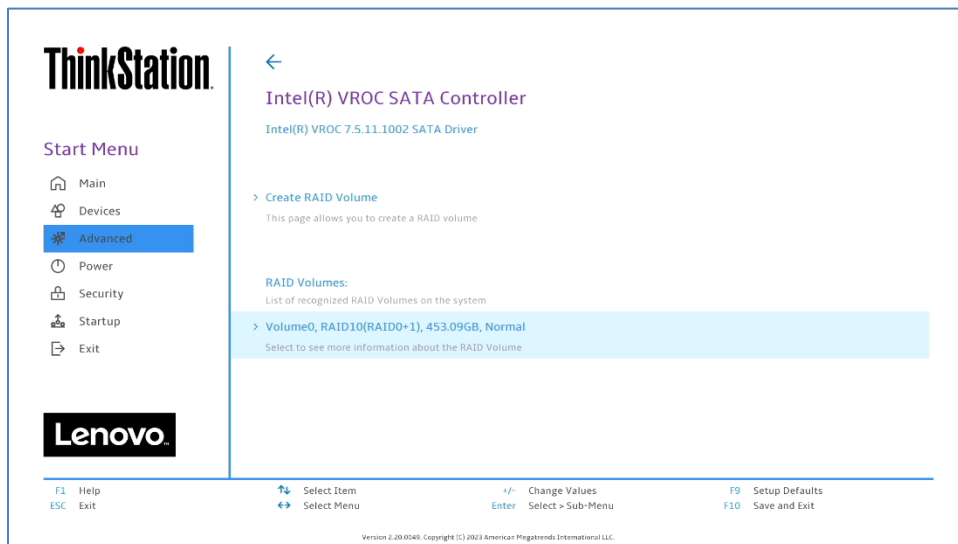 ThinkStation
Start Menu
Main
Devices
Advanced
Power
Security
Startup
Exit
Lenovo
Intel(R) VROC SATA Controller
Intel(R) VROC 7.5.11.1002 SATA Driver
> Create RAID Volume
This page allows you to create a RAID volume
RAID Volumes:
List of recognized RAID Volumes on the system
> Volume0, RAID10(RAID0+1), 453.09GB, Normal
Select to see more information about the RAID Volume
F1 Help ↑↓ Select Item +/- Change Values F9 Setup Defaults
ESC Exit ←→ Select Menu Enter Select > Sub-Menu F10 Save and Exit
Version 2.20.0049. Copyright (C) 2023 American Megatrends International LLC.